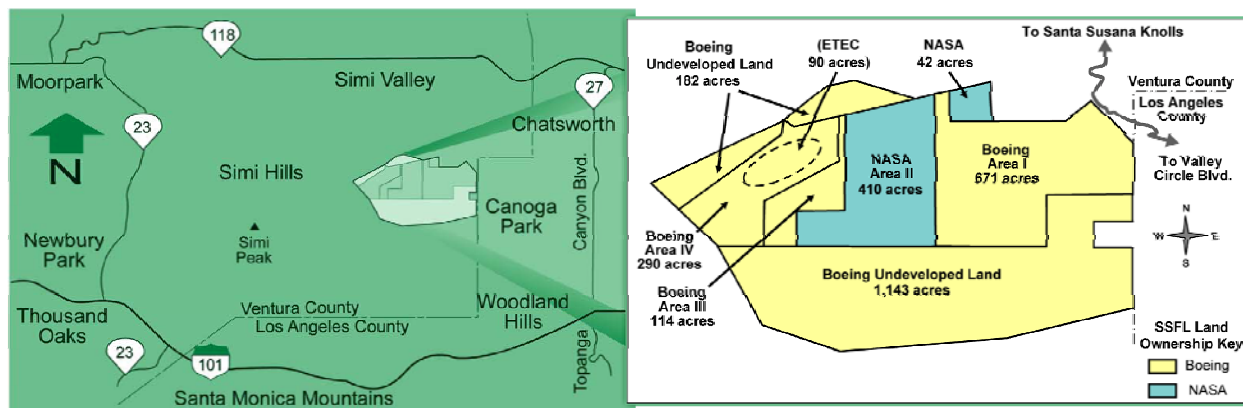 118
Moorpark
Simi Valley
27
23
Chatsworth
N
Simi Hills
Canoga
Park
Canyon Blvd.
Newbury
Park
Simi
Peak
Woodland
Hills
Ventura County
Los Angeles County
Thousand
Oaks
23
101
Topanga
Santa Monica Mountains
To Santa Susana Knolls
Boeing
Undeveloped Land
182 acres
(ETEC
90 acres)
NASA
42 acres
Ventura County
Los Angeles
County
To Valley
Circle Blvd.
NASA
Area II
410 acres
Boeing
Area I
671 acres
N
W
E
S
Boeing
Area IV
290 acres
Boeing
Area III
114 acres
Boeing Undeveloped Land
1,143 acres
SSFL Land
Ownership Key
Boeing
NASA